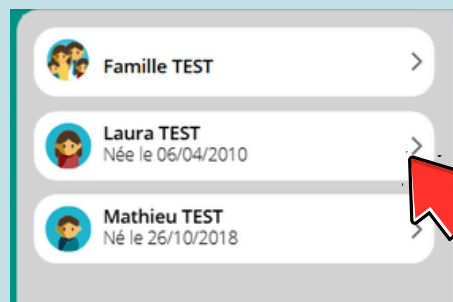 Famille TEST
Laura TEST
Née le 06/04/2010
Mathieu TEST
Né le 26/10/2018